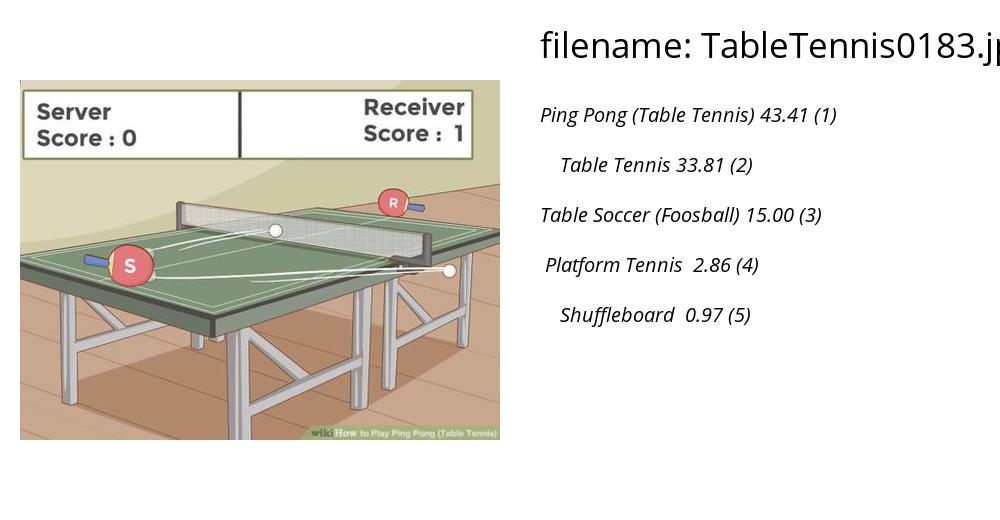 filename: TableTennis0183.jp
Server
Score : 0
Receiver
Score : 1
R
S
wikiHow to Play Ping Pong (Table Tennis)
Ping Pong (Table Tennis) 43.41 (1)
Table Tennis 33.81 (2)
Table Soccer (Foosball) 15.00 (3)
Platform Tennis 2.86 (4)
Shuffleboard 0.97 (5)